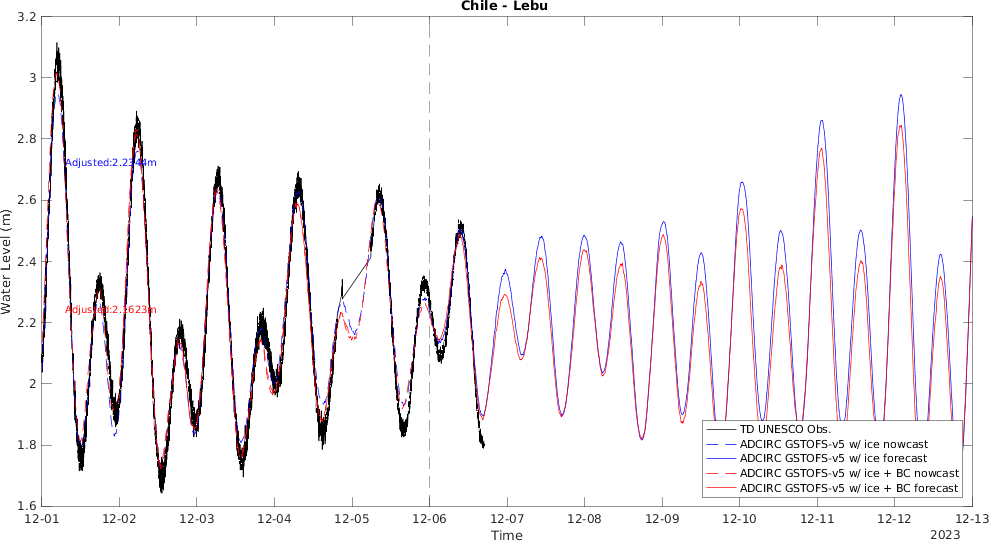 Chile - Lebu
3.2
3
2.8
2.6
2.4
2.2
2
1.8
1.6
Water Level (m)
Adjusted:2.2344m
Adjusted:2.1623m
TD UNESCO Obs.
ADCIRC GSTOFS-v5 w/ ice nowcast
ADCIRC GSTOFS-v5 w/ ice forecast
ADCIRC GSTOFS-v5 w/ ice + BC nowcast
ADCIRC GSTOFS-v5 w/ ice + BC forecast
12-01 12-02 12-03 12-04 12-05 12-06 12-07 12-08 12-09 12-10 12-11 12-12 12-13
Time
2023